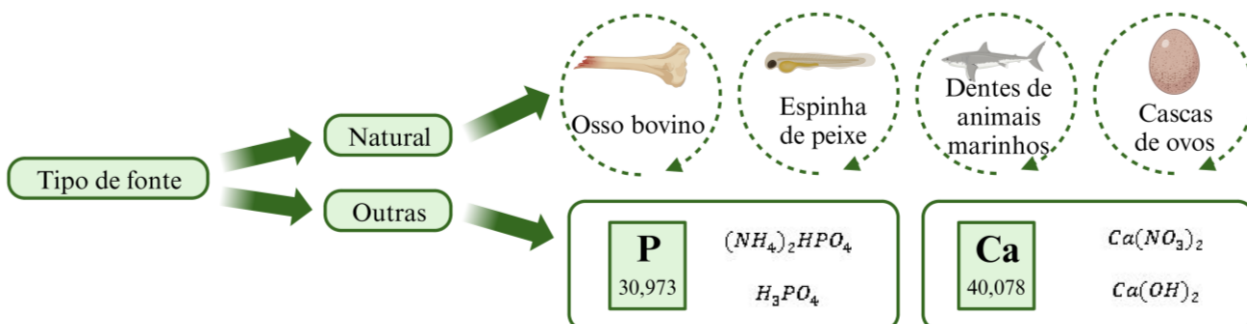 Tipo de fonte
Natural
Outras
Osso bovino
Espinha
de peixe
Dentes de
animais
marinhos
Cascas
de ovos
P
30,973
(NH₄)₂HPO₄
H₃PO₄
Ca
40,078
Ca(NO₃)₂
Ca(OH)₂